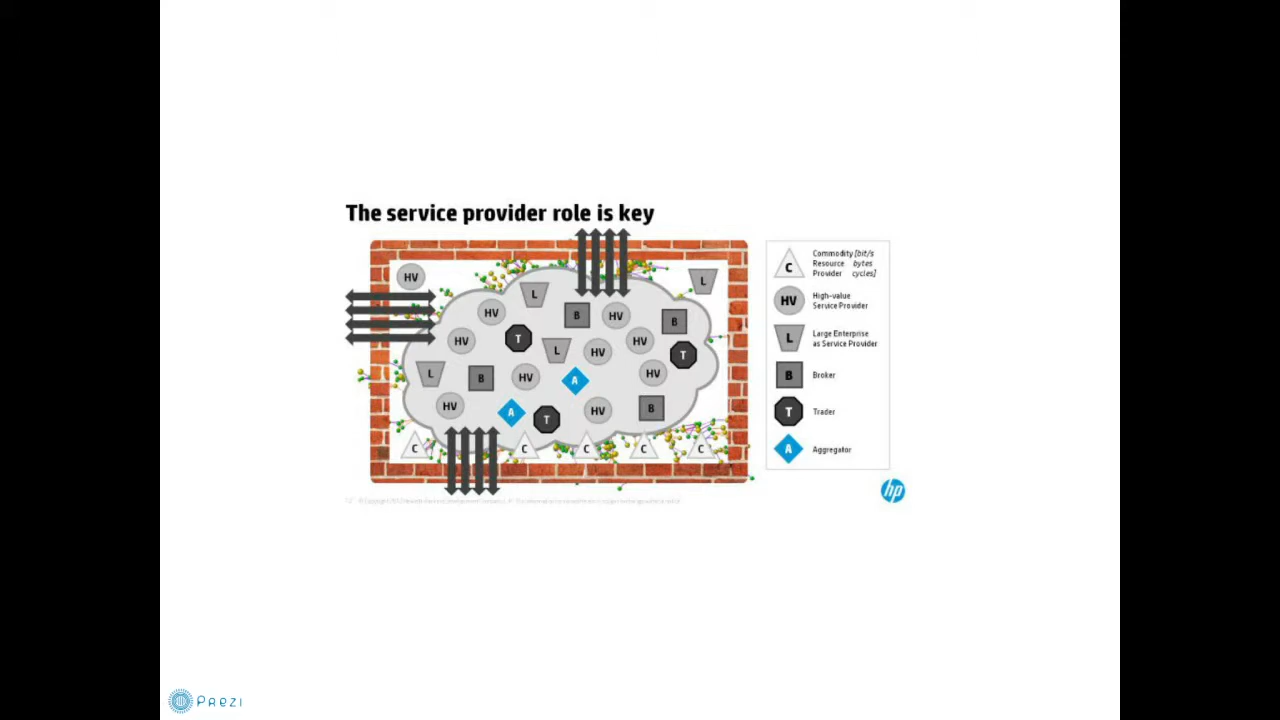 The service provider role is key
HV
L
L
HV
B
HV
B
HV
T
L
HV
HV
T
L
B
HV
A
HV
HV
A
T
HV
B
C
C
C
C
C
C
Commodity [bit/s
Resource bytes
Provider cycles]
HV
High-value
Service Provider
L
Large Enterprise
as Service Provider
B
Broker
T
Trader
A
Aggregator
hp
Prezi